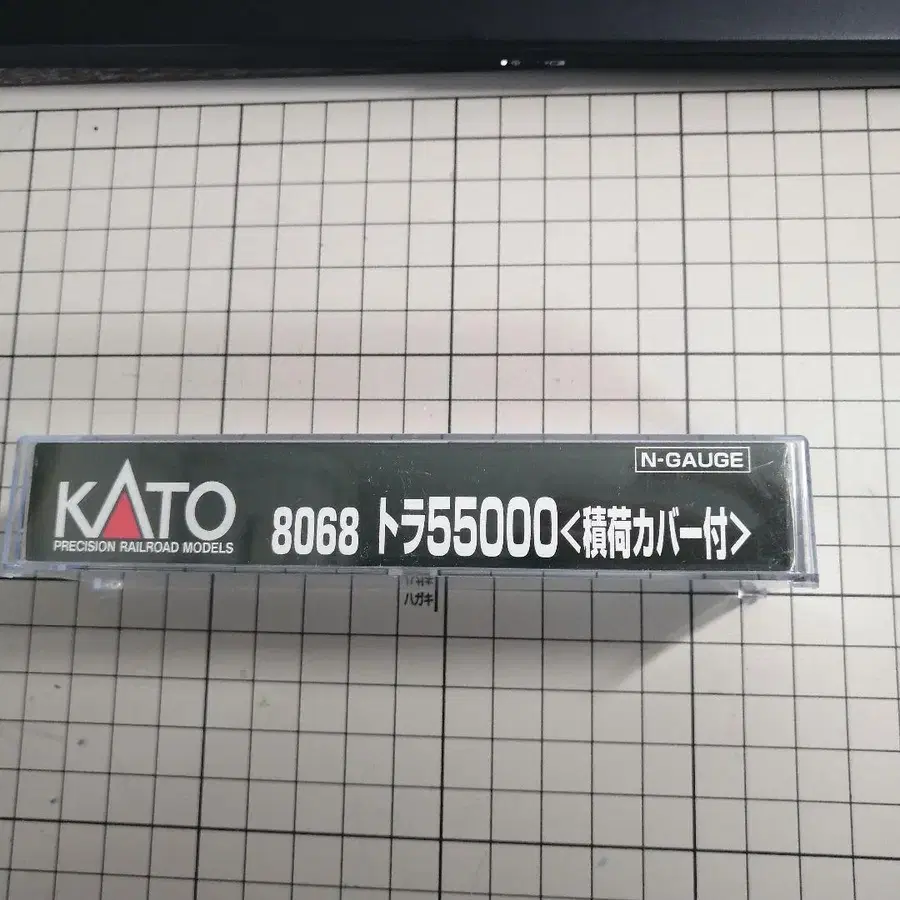 N-GAUGE
KATO
PRECISION RAILROAD MODELS
8068 トラ55000<積荷カバー付>
ハガキ